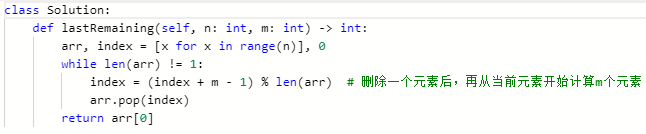 class Solution:
    def lastRemaining(self, n: int, m: int) -> int:
        arr, index = [x for x in range(n)], 0
        while len(arr) != 1:
            index = (index + m - 1) % len(arr)  # 删除一个元素后，再从当前元素开始计算m个元素
            arr.pop(index)
        return arr[0]